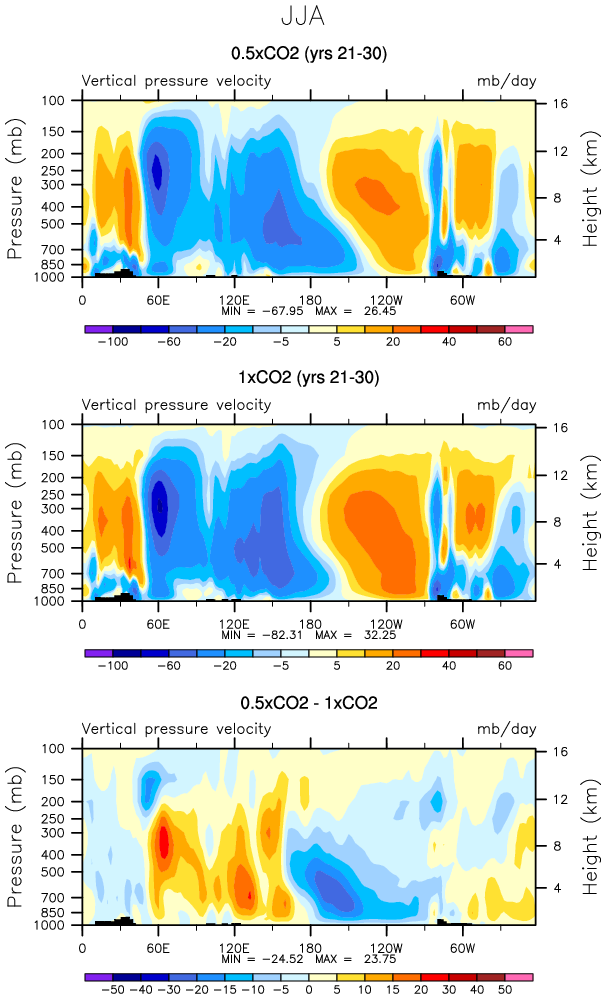 JJA
0.5xCO2 (yrs 21-30)
Vertical pressure velocity mb/day
Pressure (mb)
100
150
200
250
300
400
500
700
850
1000
Height (km)
16
12
8
4
0 60E 120E 180 120W 60W
MIN = -67.95 MAX = 26.45
-100 -60 -20 -5 5 20 40 60
1xCO2 (yrs 21-30)
Vertical pressure velocity mb/day
Pressure (mb)
100
150
200
250
300
400
500
700
850
1000
Height (km)
16
12
8
4
0 60E 120E 180 120W 60W
MIN = -82.31 MAX = 32.25
-100 -60 -20 -5 5 20 40 60
0.5xCO2 - 1xCO2
Vertical pressure velocity mb/day
Pressure (mb)
100
150
200
250
300
400
500
700
850
1000
Height (km)
16
12
8
4
0 60E 120E 180 120W 60W
MIN = -24.52 MAX = 23.75
-50 -40 -30 -20 -15 -10 -5 0 5 10 15 20 30 40 50